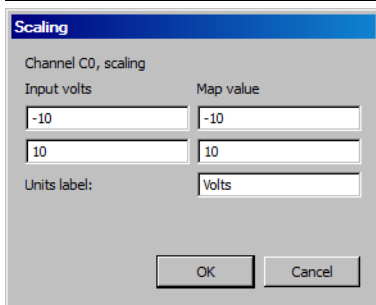 Scaling
Channel C0, scaling
Input volts Map value
-10 -10
10 10
Units label: Volts
OK Cancel